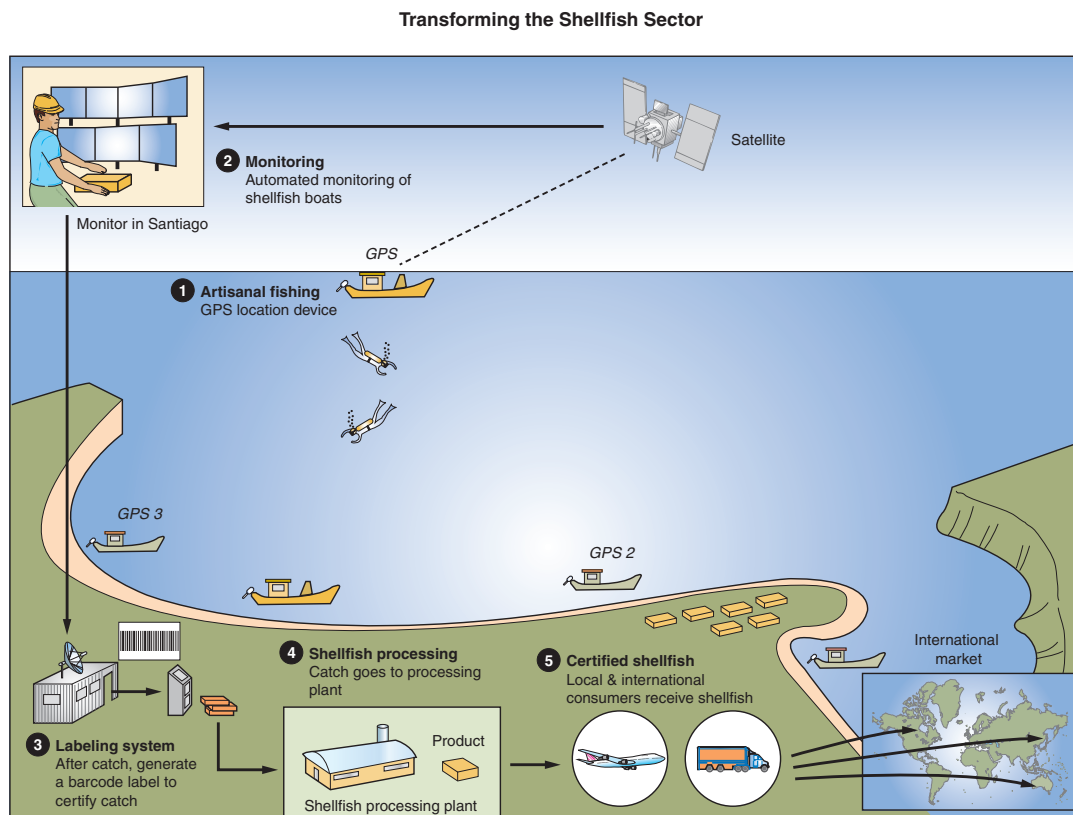 Transforming the Shellfish Sector
Satellite
2 Monitoring
Automated monitoring of
shellfish boats
Monitor in Santiago
GPS
1 Artisanal fishing
GPS location device
GPS 3
GPS 2
International
market
4 Shellfish processing
Catch goes to processing
plant
5 Certified shellfish
Local & international
consumers receive shellfish
3 Labeling system
After catch, generate
a barcode label to
certify catch
Product
Shellfish processing plant